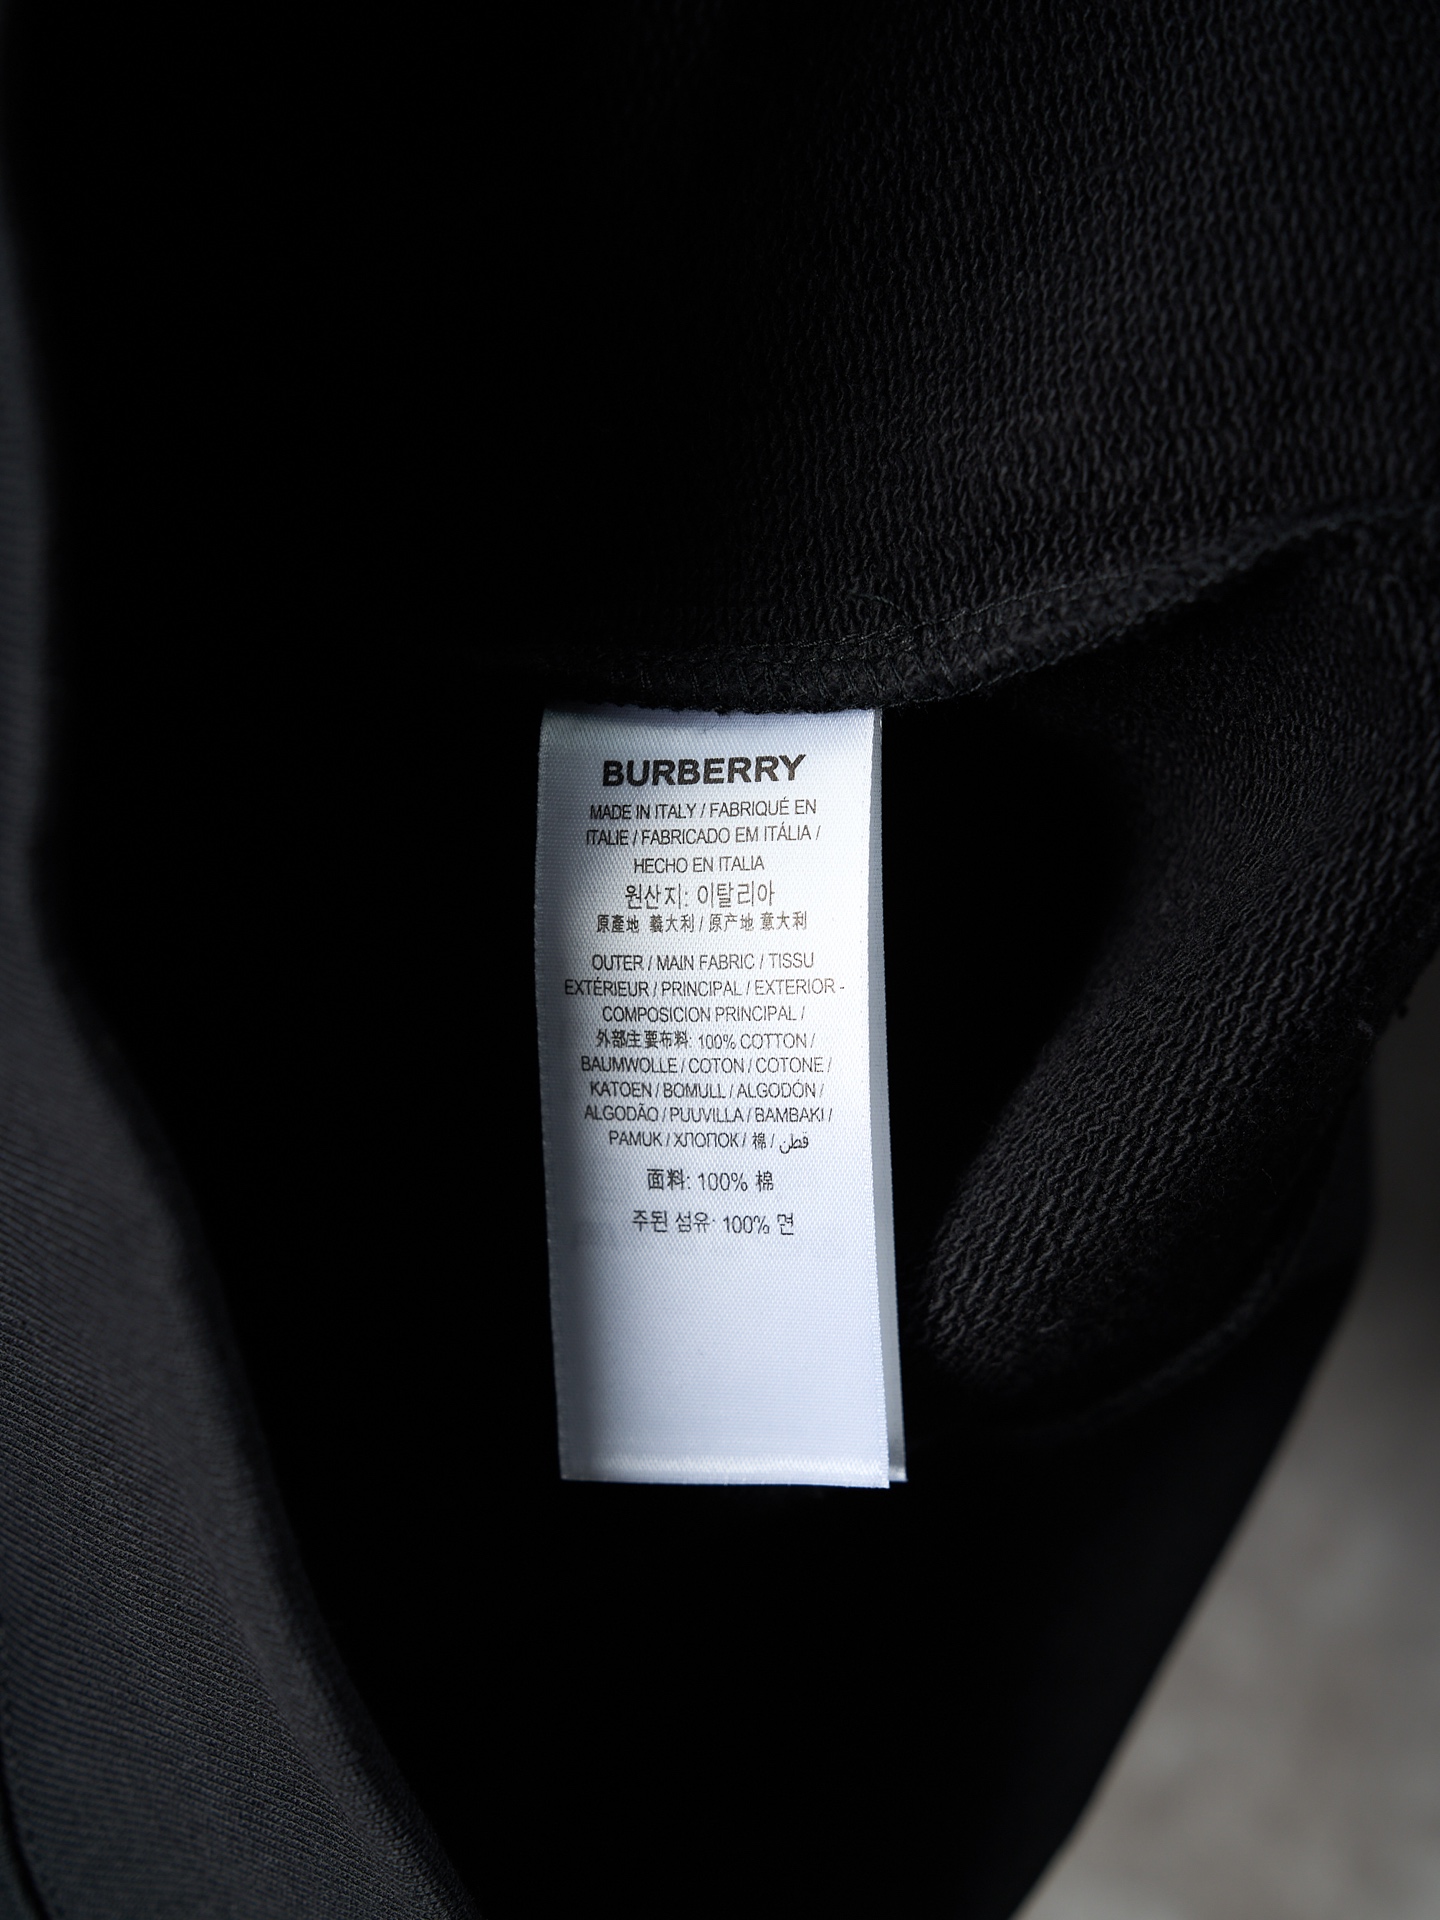 BURBERRY
MADE IN ITALY / FABRIQUÉ EN
ITALIE / FABRICADO EM ITÁLIA /
HECHO EN ITALIA
원산지: 이탈리아
原產地 義大利 / 原产地 意大利
OUTER / MAIN FABRIC / TISSU
EXTÉRIEUR / PRINCIPAL / EXTERIOR -
COMPOSICION PRINCIPAL /
外部主要布料: 100% COTTON /
BAUMWOLLE / COTON / COTONE /
KATOEN / BOMULL / ALGODÓN /
ALGODÃO / PUUVILLA / BAMBAKI /
PAMUK / ХЛОПОК / 棉 / قطن
面料: 100% 棉
주된 섬유: 100% 면